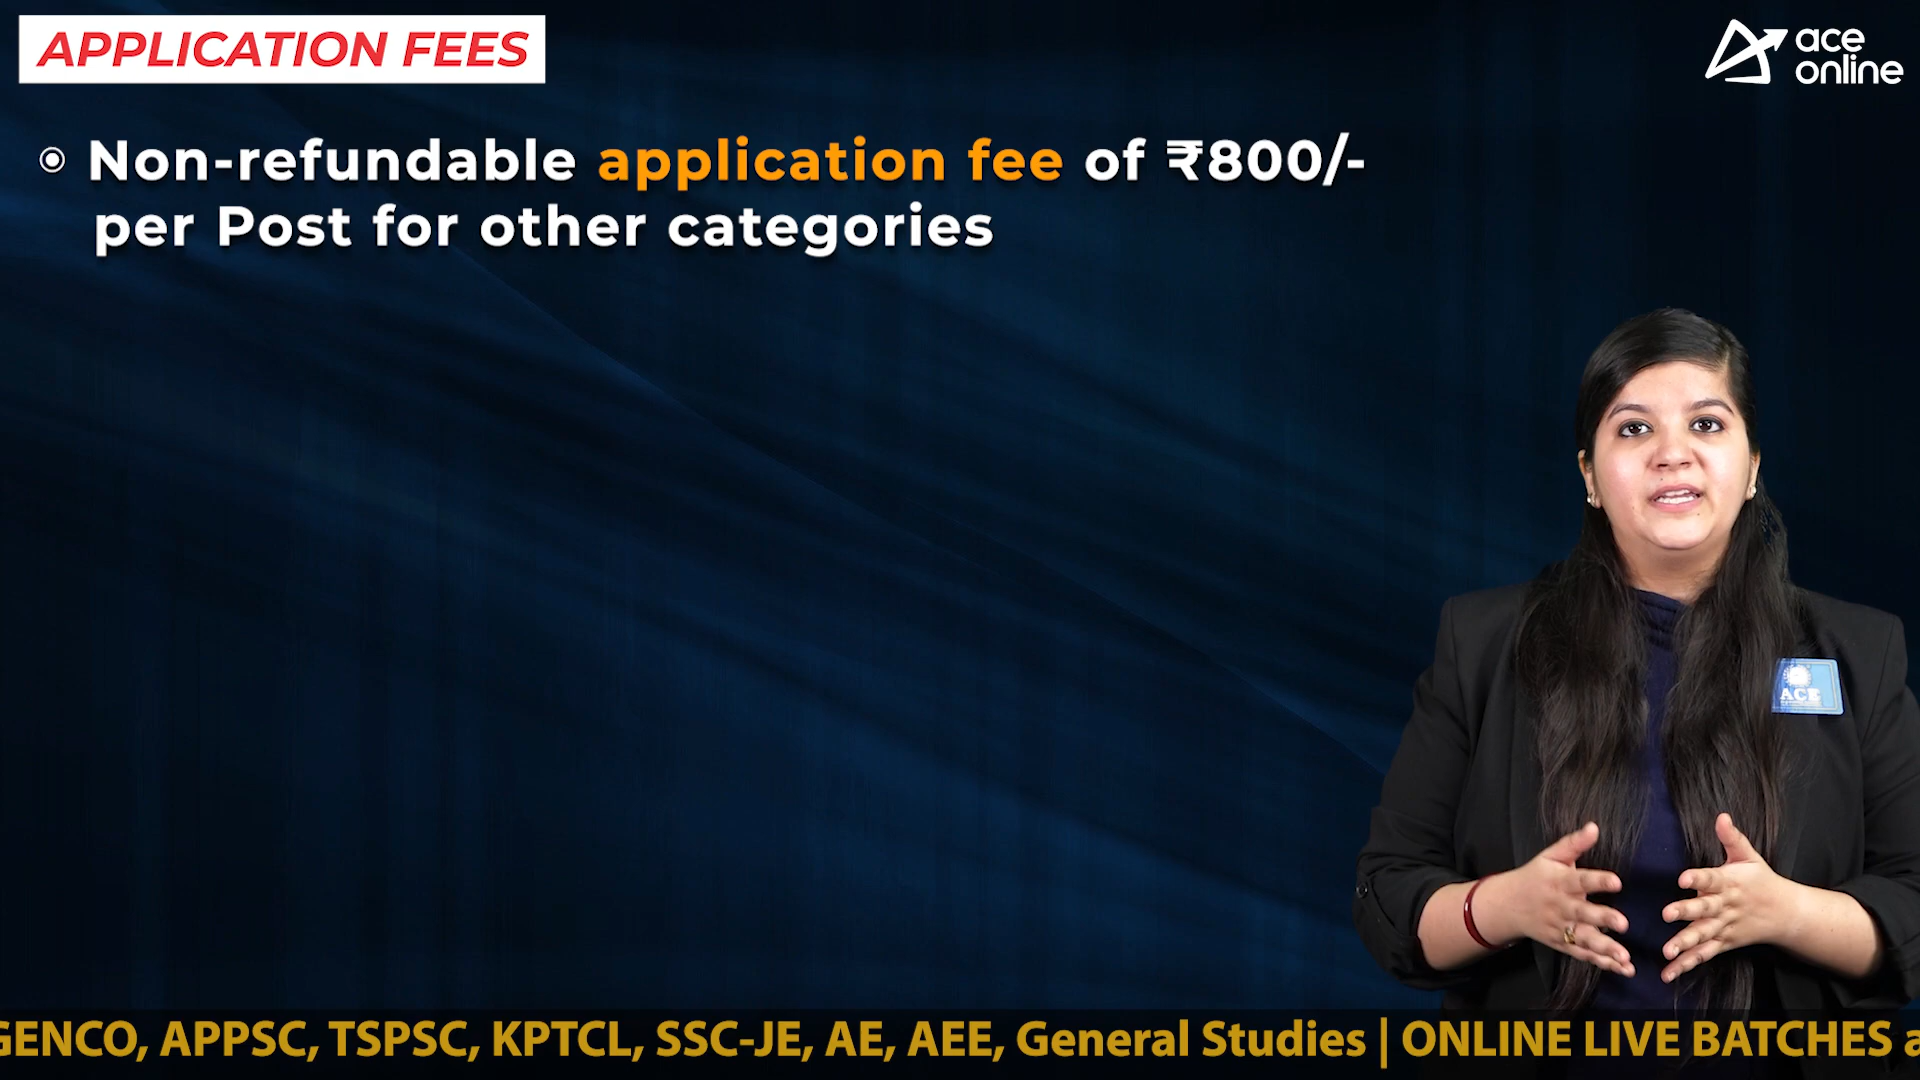 APPLICATION FEES
ace
online
Non-refundable application fee of ₹800/-
per Post for other categories
ACE
GENCO, APPSC, TSPSC, KPTCL, SSC-JE, AE, AEE, General Studies | ONLINE LIVE BATCHES a